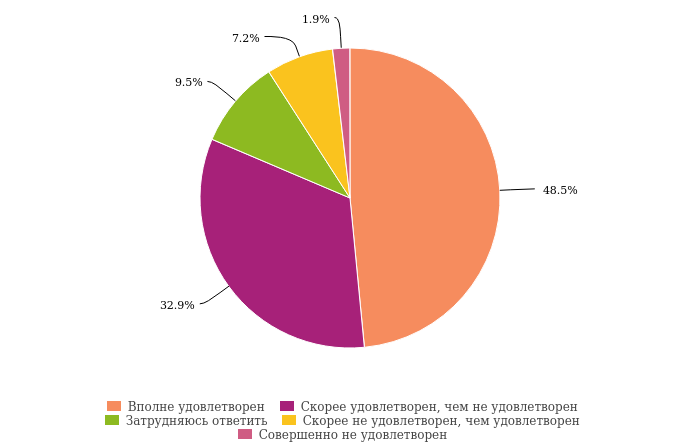 1.9%
7.2%
9.5%
48.5%
32.9%
Вполне удовлетворен Скорее удовлетворен, чем не удовлетворен
Затрудняюсь ответить Скорее не удовлетворен, чем удовлетворен
Совершенно не удовлетворен